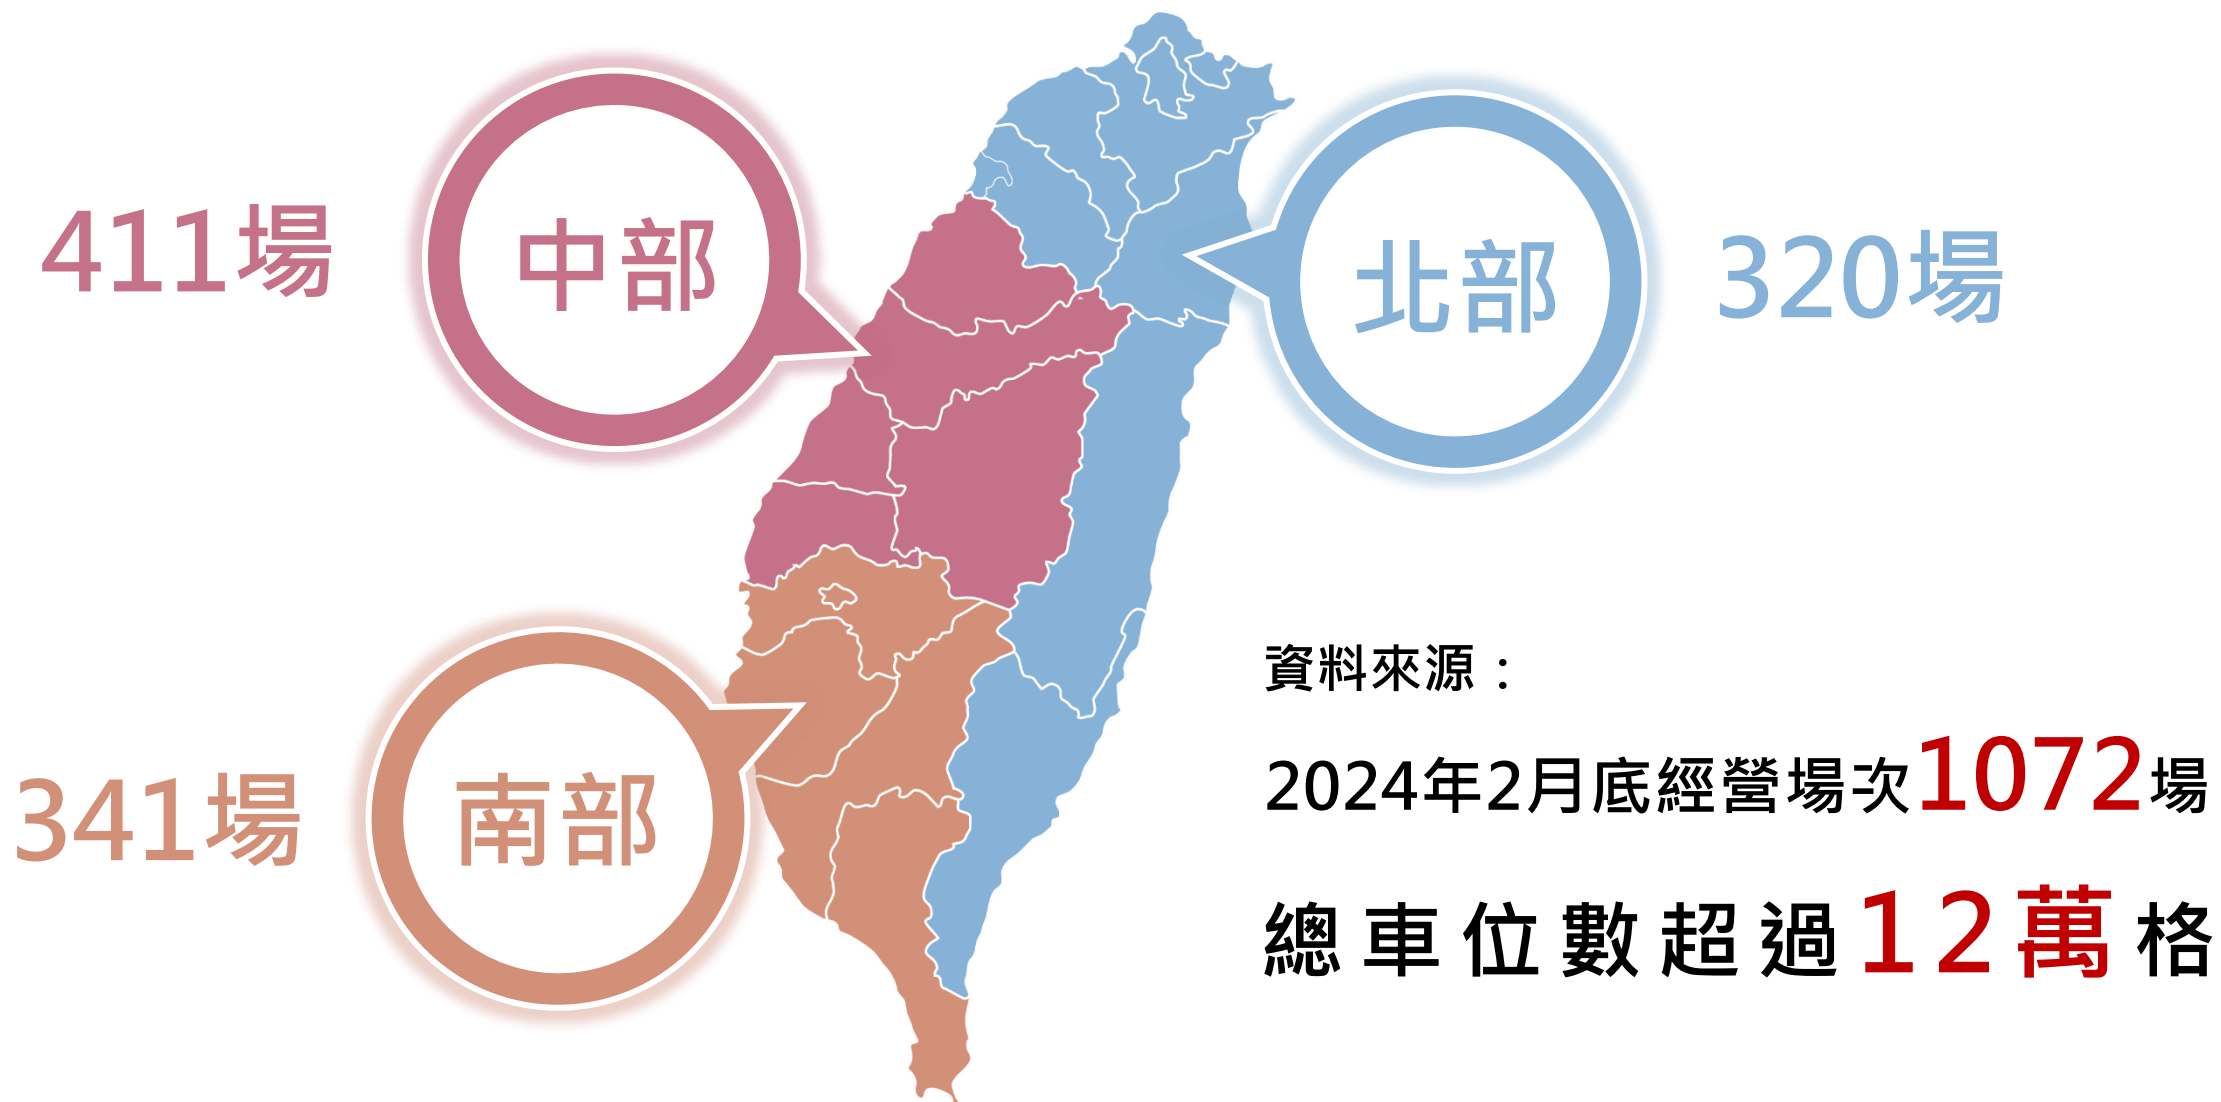 411場
中部
北部
320場
341場
南部
資料來源：
2024年2月底經營場次1072場
總車位數超過12萬格